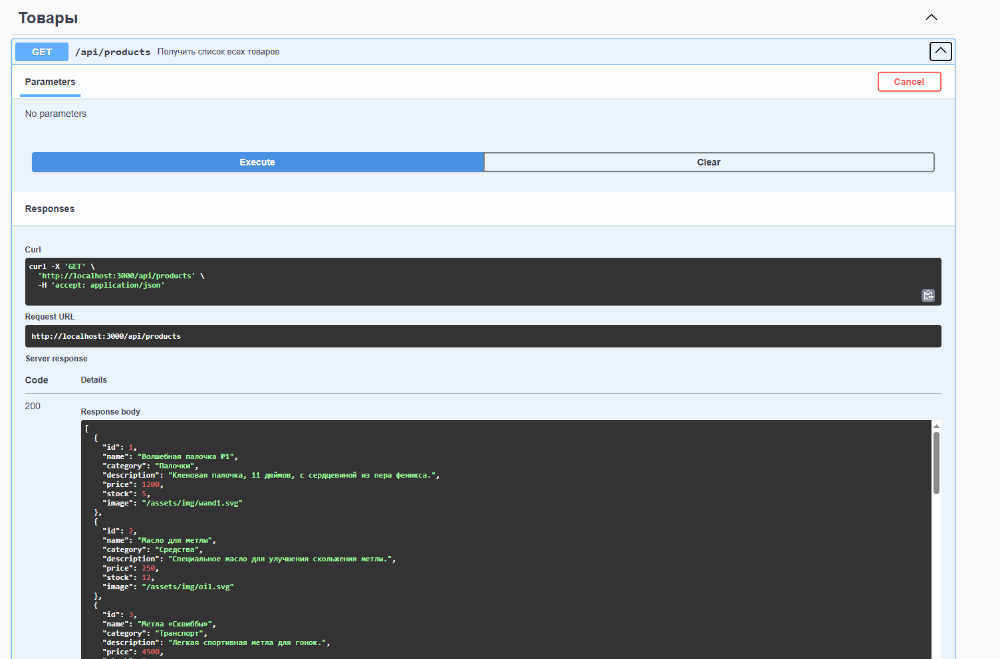 Товары
GET /api/products Получить список всех товаров
Parameters
Cancel
No parameters
Execute
Clear
Responses
Curl
curl -X 'GET' \
'http://localhost:3000/api/products' \
-H 'accept: application/json'
Request URL
http://localhost:3000/api/products
Server response
Code Details
200
Response body
[
{
"id": 1,
"name": "Волшебная палочка №1",
"category": "Палочки",
"description": "Кленовая палочка, 11 дюймов, с сердцевиной из пера феникса.",
"price": 1200,
"stock": 5,
"image": "/assets/img/wand1.svg"
},
{
"id": 2,
"name": "Масло для метлы",
"category": "Средства",
"description": "Специальное масло для улучшения скольжения метлы.",
"price": 250,
"stock": 12,
"image": "/assets/img/oil.svg"
},
{
"id": 3,
"name": "Метла «Сквиббы»",
"category": "Транспорт",
"description": "Легкая спортивная метла для гонок.",
"price": 4500,